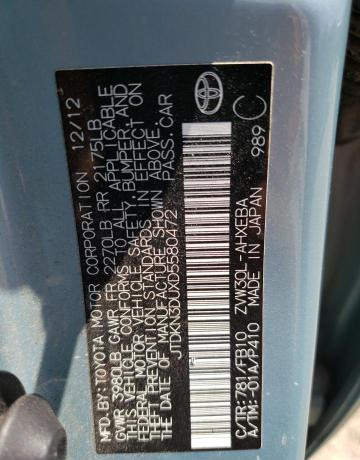 MFD.BY: TOYOTA MOTOR CORPORATION 12/12
GVWR 3980LB GAWR FR 2270LB RR 2175LB
THIS VEHICLE CONFORMS TO ALL APPLICABLE
FEDERAL MOTOR VEHICLE SAFETY, BUMPER, AND
THEFT PREVENTION STANDARDS IN EFFECT ON
THE DATE OF MANUFACTURE SHOWN ABOVE.
JTDKN3DUXD5580472 PASS.CAR
C/TR: 781/FB10 ZVW30L-AHXEBA
A/TM: -01A/P410 MADE IN JAPAN
989 C